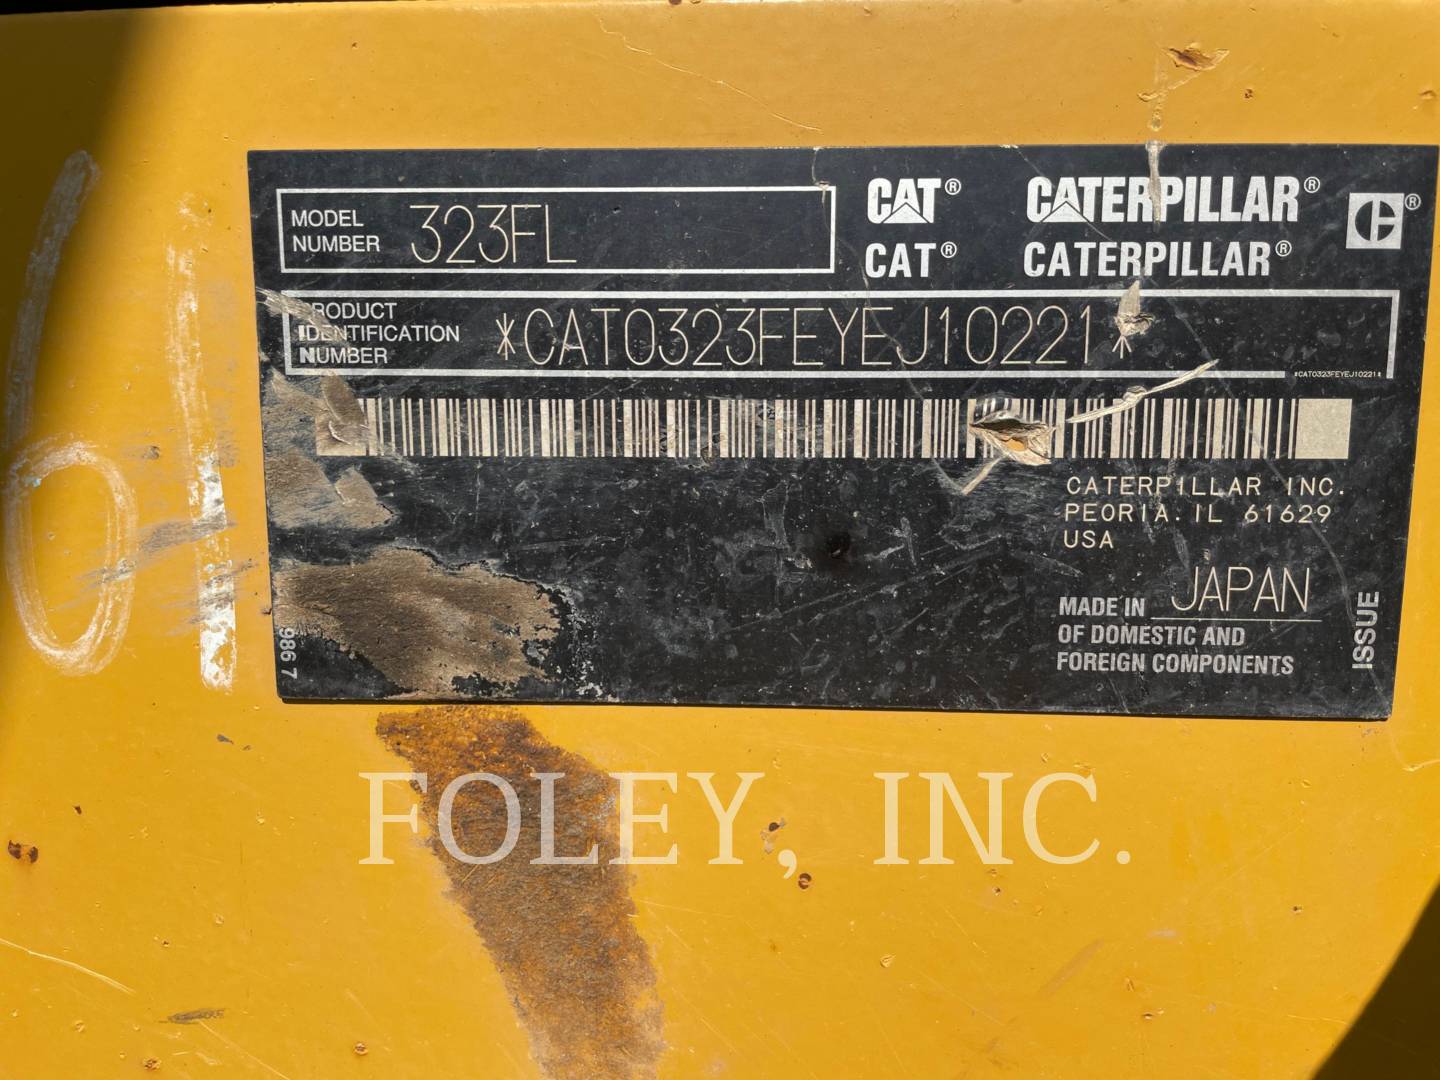 MODEL
NUMBER 323FL
CAT® CATERPILLAR® ®
CAT® CATERPILLAR®
PRODUCT
IDENTIFICATION
NUMBER *CAT0323FEYEJ10221*
*CAT0323FEYEJ10221*
CATERPILLAR INC.
PEORIA. IL 61629
USA
MADE IN JAPAN
OF DOMESTIC AND
FOREIGN COMPONENTS
ISSUE
986 7
FOLEY, INC.